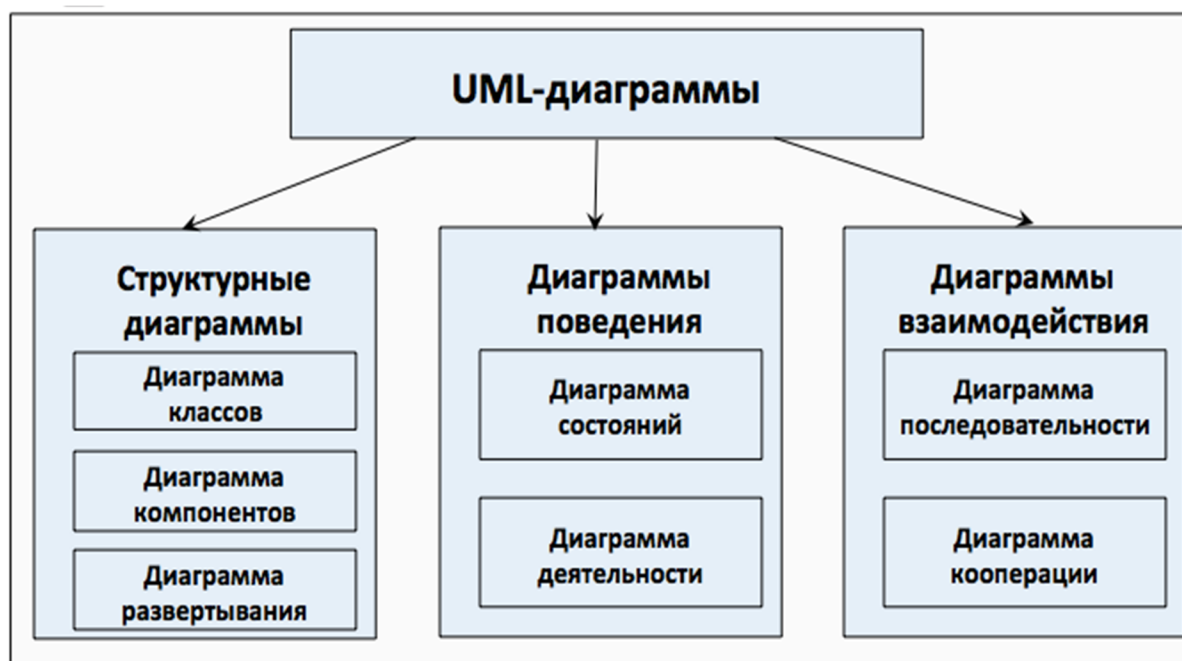 UML-диаграммы
Структурные
диаграммы
Диаграмма
классов
Диаграмма
компонентов
Диаграмма
развертывания
Диаграммы
поведения
Диаграмма
состояний
Диаграмма
деятельности
Диаграммы
взаимодействия
Диаграмма
последовательности
Диаграмма
кооперации